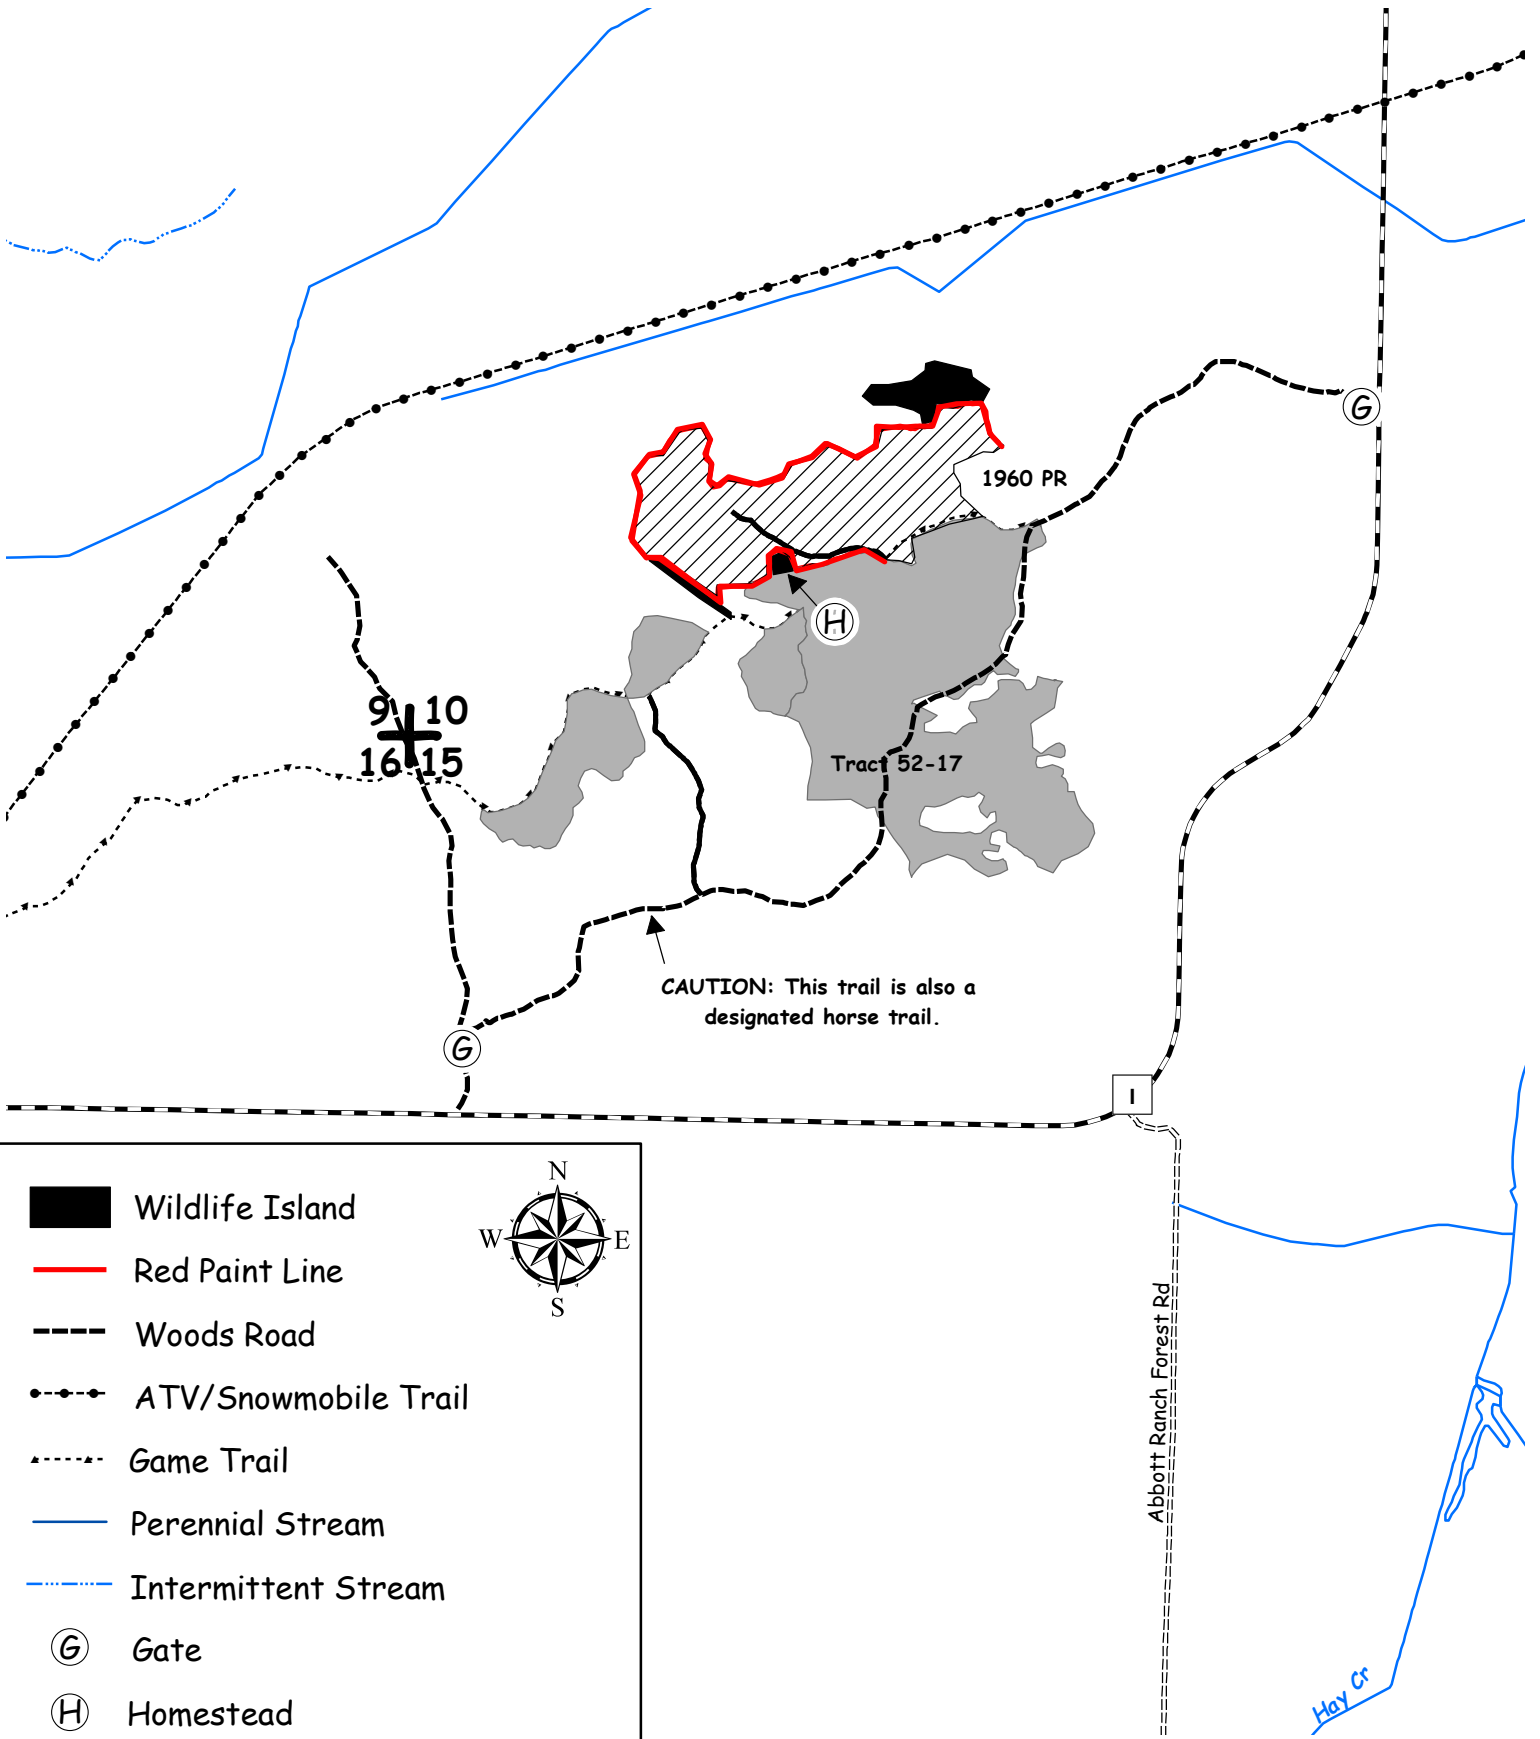 G
1960 PR
H
9 10
16 15
Tract 52-17
CAUTION: This trail is also a
designated horse trail.
G
I
Abbott Ranch Forest Rd
Hay Cr
N
W E
S
Wildlife Island
Red Paint Line
Woods Road
ATV/Snowmobile Trail
Game Trail
Perennial Stream
Intermittent Stream
G Gate
H Homestead